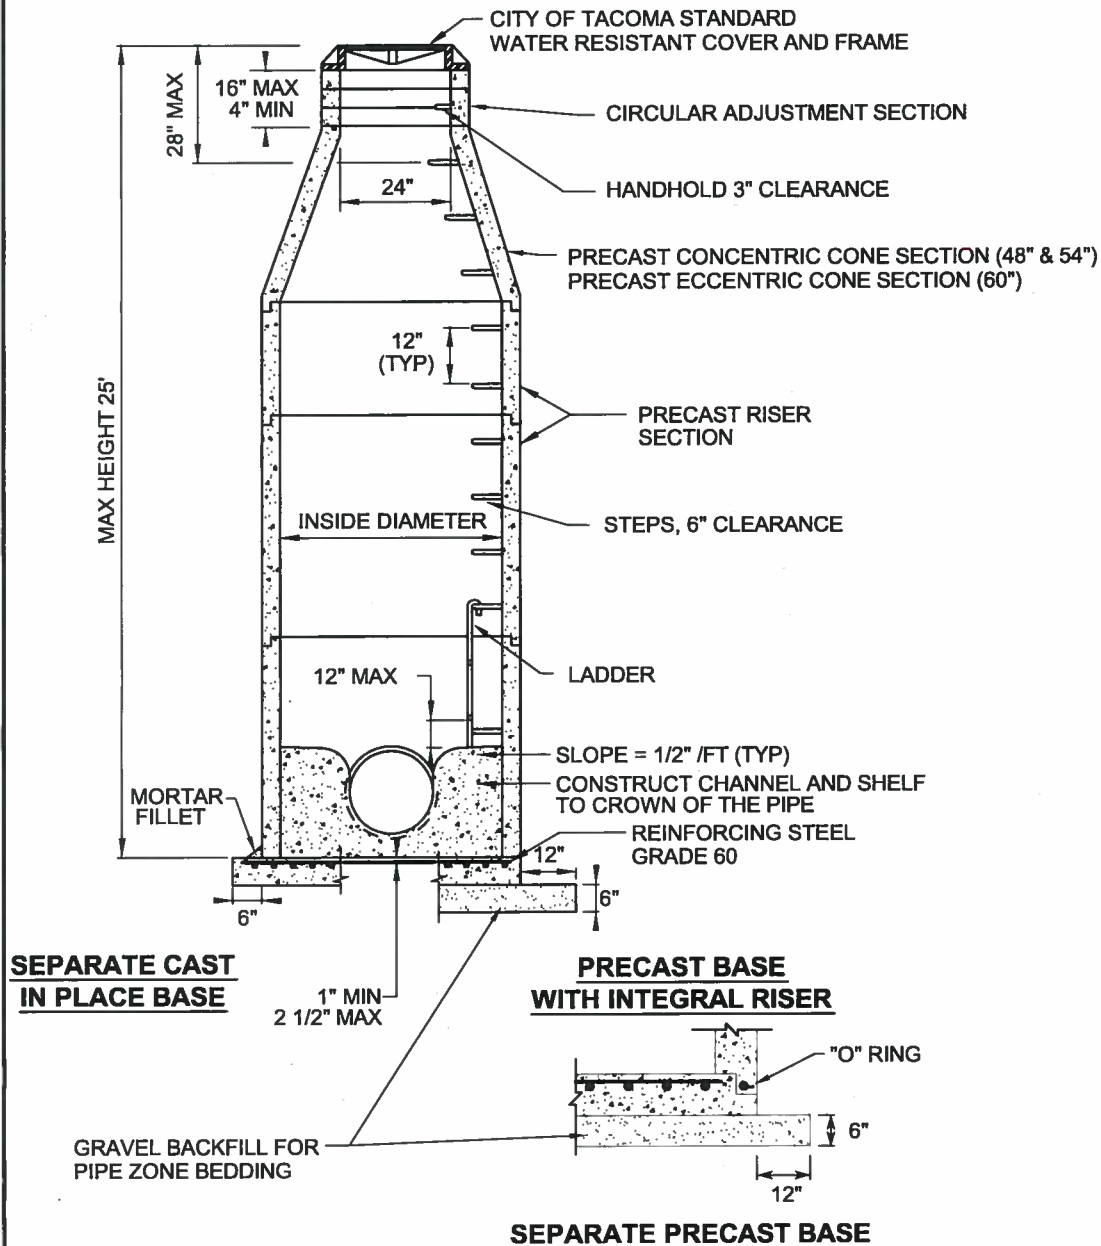 CITY OF TACOMA STANDARD
WATER RESISTANT COVER AND FRAME
16" MAX
4" MIN
28" MAX
CIRCULAR ADJUSTMENT SECTION
24"
HANDHOLD 3" CLEARANCE
PRECAST CONCENTRIC CONE SECTION (48" & 54")
PRECAST ECCENTRIC CONE SECTION (60")
12"
(TYP)
MAX HEIGHT 25'
PRECAST RISER
SECTION
INSIDE DIAMETER
STEPS, 6" CLEARANCE
12" MAX
LADDER
SLOPE = 1/2" /FT (TYP)
CONSTRUCT CHANNEL AND SHELF
TO CROWN OF THE PIPE
MORTAR
FILLET
REINFORCING STEEL
GRADE 60
12"
6"
6"
SEPARATE CAST
IN PLACE BASE
1" MIN
2 1/2" MAX
PRECAST BASE
WITH INTEGRAL RISER
"O" RING
GRAVEL BACKFILL FOR
PIPE ZONE BEDDING
6"
12"
SEPARATE PRECAST BASE